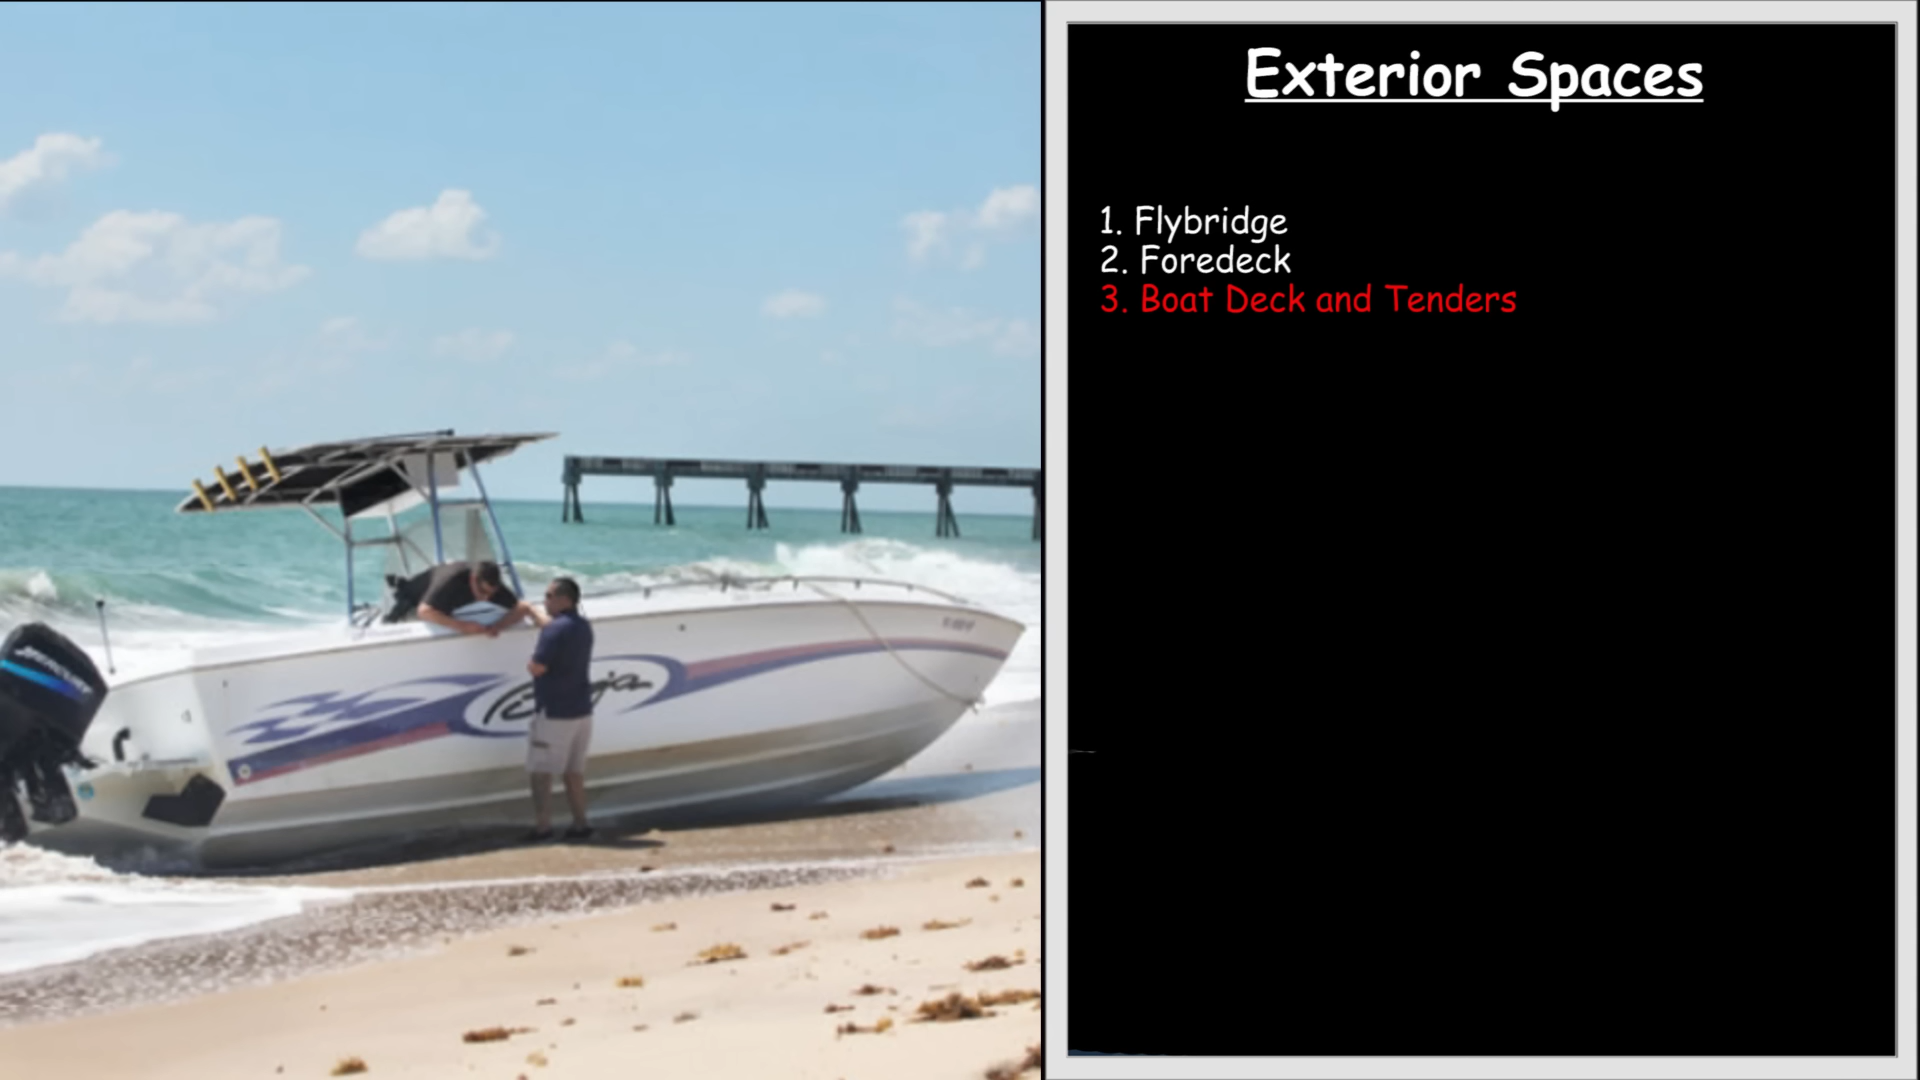 Exterior Spaces
1. Flybridge
2. Foredeck
3. Boat Deck and Tenders